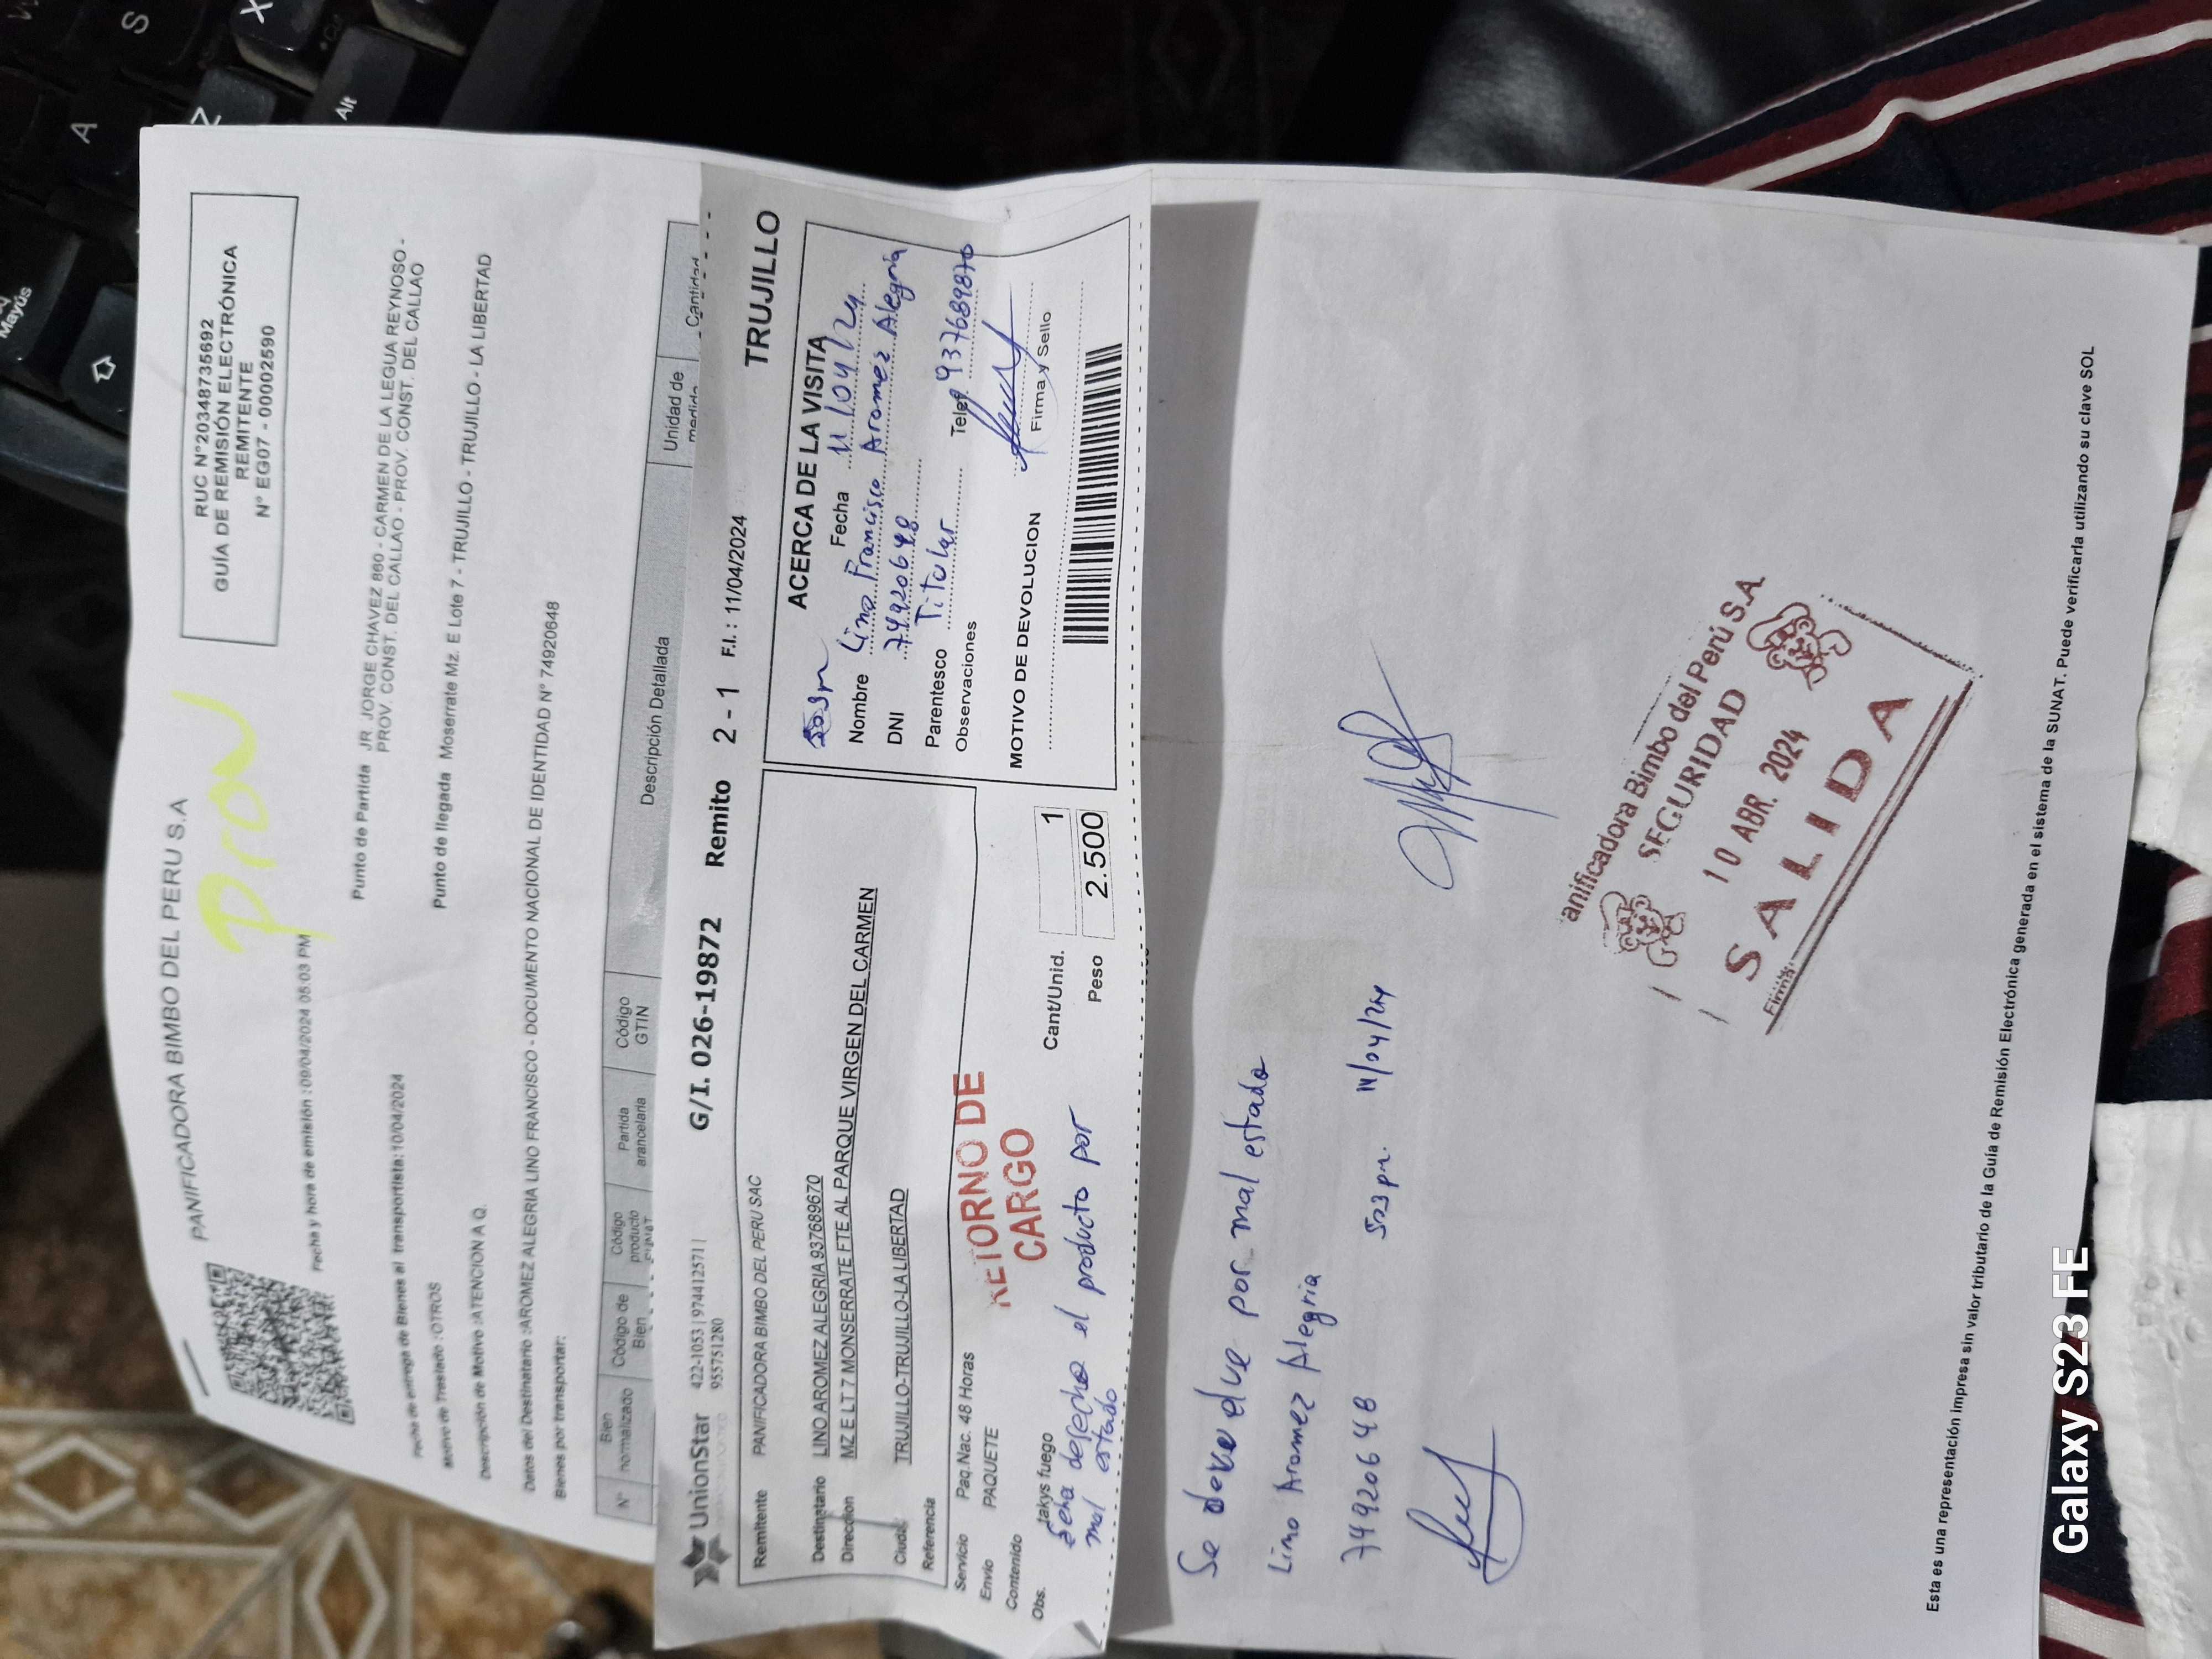 PANIFICADORA BIMBO DEL PERU S.A
RUC N°20348735692
GUÍA DE REMISIÓN ELECTRÓNICA
REMITENTE
N° EG07 - 00002590
Prov
Fecha y hora de emisión : 09/04/2024 05:03 PM
Punto de Partida JR. JORGE CHAVEZ 860 - CARMEN DE LA LEGUA REYNOSO -
PROV. CONST. DEL CALLAO - PROV. CONST. DEL CALLAO
Fecha de entrega de Bienes al transportista: 10/04/2024
Motivo de Traslado :OTROS
Punto de llegada Moserrate Mz. E Lote 7 - TRUJILLO - TRUJILLO - LA LIBERTAD
Descripción de Motivo :ATENCION A Q.
Datos del Destinatario :AROMEZ ALEGRIA LINO FRANCISCO - DOCUMENTO NACIONAL DE IDENTIDAD N° 74920648
Bienes por transportar:
N° Bien normalizado Código de Bien Código producto SUNAT Partida arancelaria Código GTIN Descripción Detallada Unidad de medida Cantidad
UnionStar 422-1053 | 974412571 |
955751280
G/I. 026-19872 Remito 2 - 1 F.I. : 11/04/2024 TRUJILLO
Remitente PANIFICADORA BIMBO DEL PERU SAC
Destinatario LINO AROMEZ ALEGRIA 937689670
Direccion MZ E LT 7 MONSERRATE FTE AL PARQUE VIRGEN DEL CARMEN
Ciudad TRUJILLO-TRUJILLO-LA LIBERTAD
Referencia
Servicio Paq.Nac. 48 Horas
Envio PAQUETE
Contenido
Obs. takys fuego
RETORNO DE
CARGO
Cant/Unid. 1
Peso 2.500
desecho el producto por
mal estado
ACERCA DE LA VISITA
Fecha 11/04/24
Nombre Lino Francisco Aromez Alegria
DNI 74920648
Parentesco Titular
Observaciones
MOTIVO DE DEVOLUCION
Firma y Sello
Se devuelve por mal estado
Lino Aromez Alegria
74920648
11/04/24
anificadora Bimbo del Perú S.A
SEGURIDAD
10 ABR. 2024
SALIDA
Firma:
Esta es una representación impresa sin valor tributario de la Guía de Remisión Electrónica generada en el sistema de la SUNAT. Puede verificarla utilizando su clave SOL
Galaxy S23 FE
Mayús
A
S
Z
X
Alt